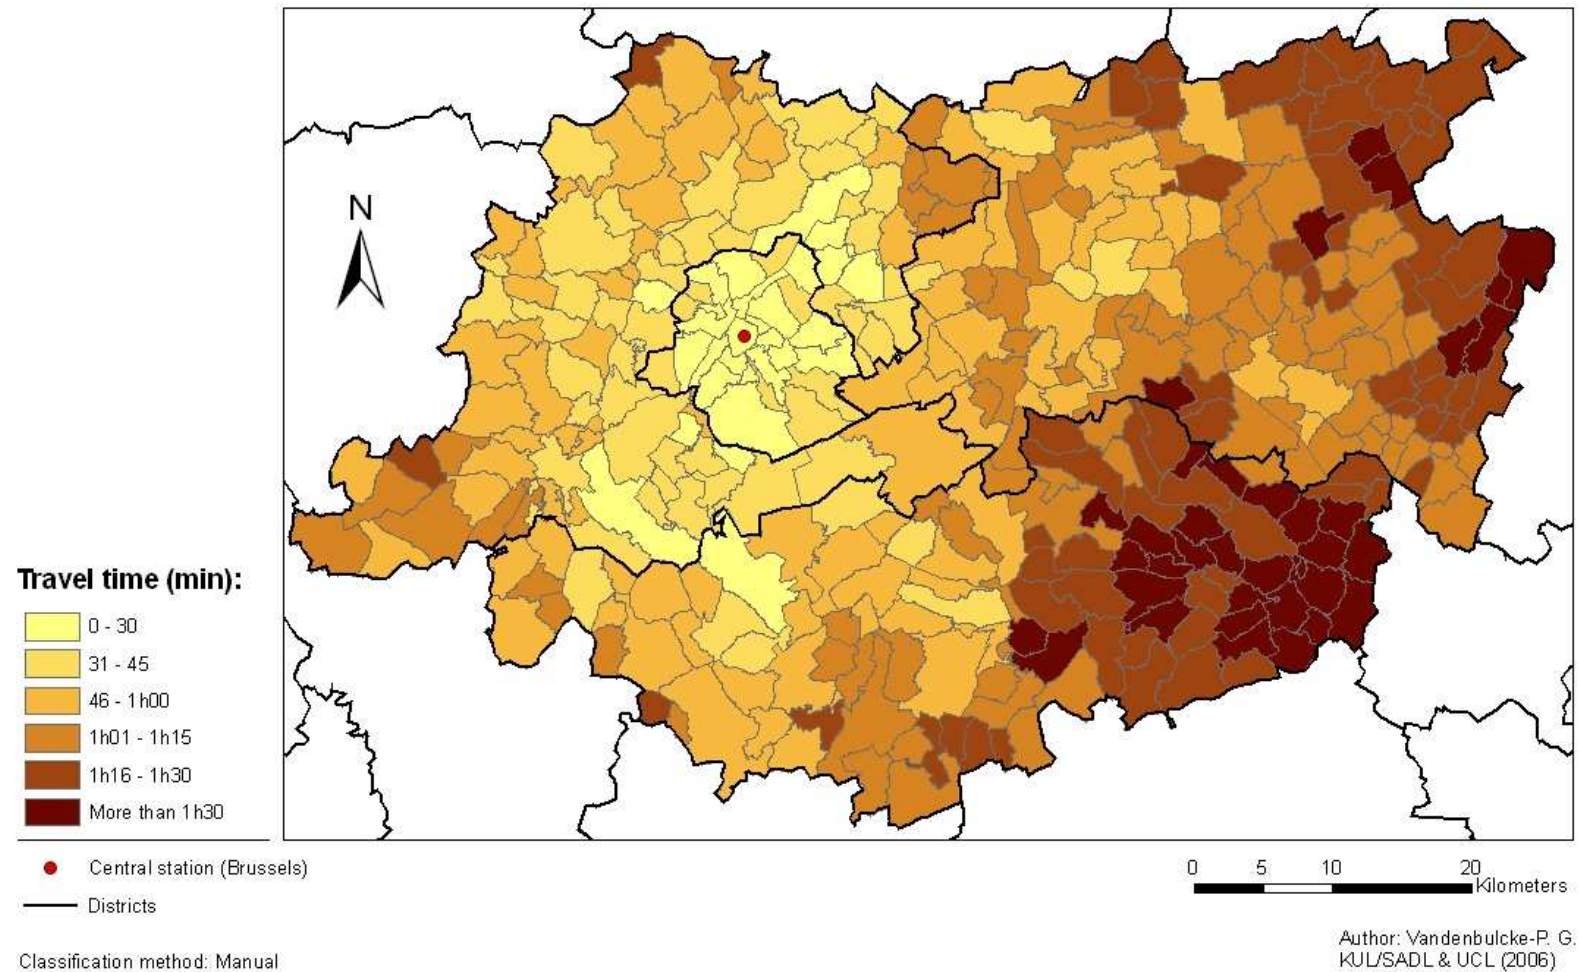 N
Travel time (min):
0 - 30
31 - 45
46 - 1h00
1h01 - 1h15
1h16 - 1h30
More than 1h30
Central station (Brussels)
Districts
Classification method: Manual
0 5 10 20
Kilometers
Author: Vandenbulcke-P. G.
KUL/SADL & UCL (2006)